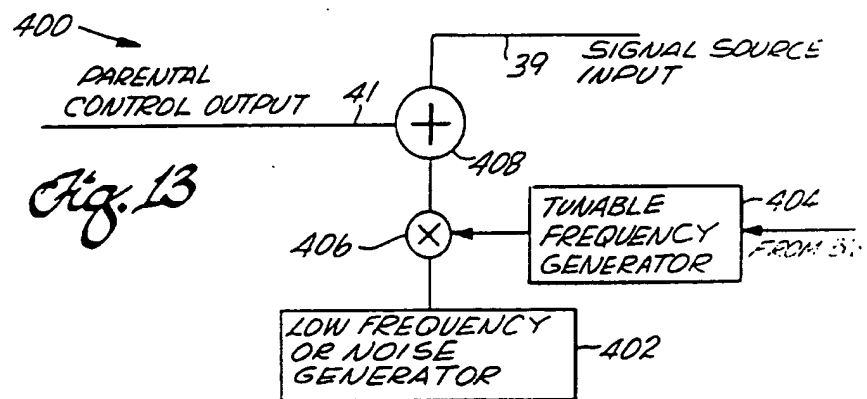 400
PARENTAL
CONTROL OUTPUT
41
39
SIGNAL SOURCE
INPUT
+
408
Fig. 13
406
×
TUNABLE
FREQUENCY
GENERATOR
404
FROM
LOW FREQUENCY
OR NOISE
GENERATOR
402